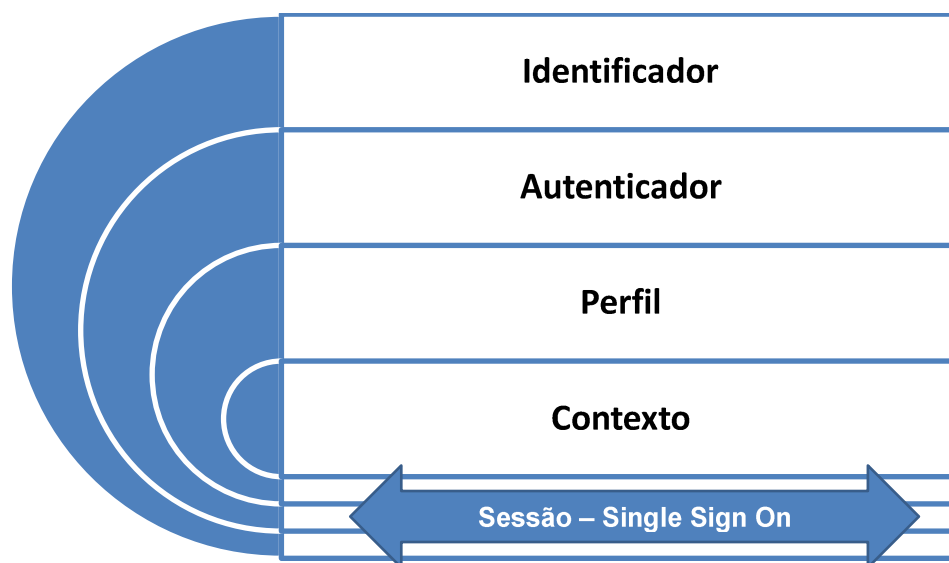 Identificador
Autenticador
Perfil
Contexto
Sessão – Single Sign On